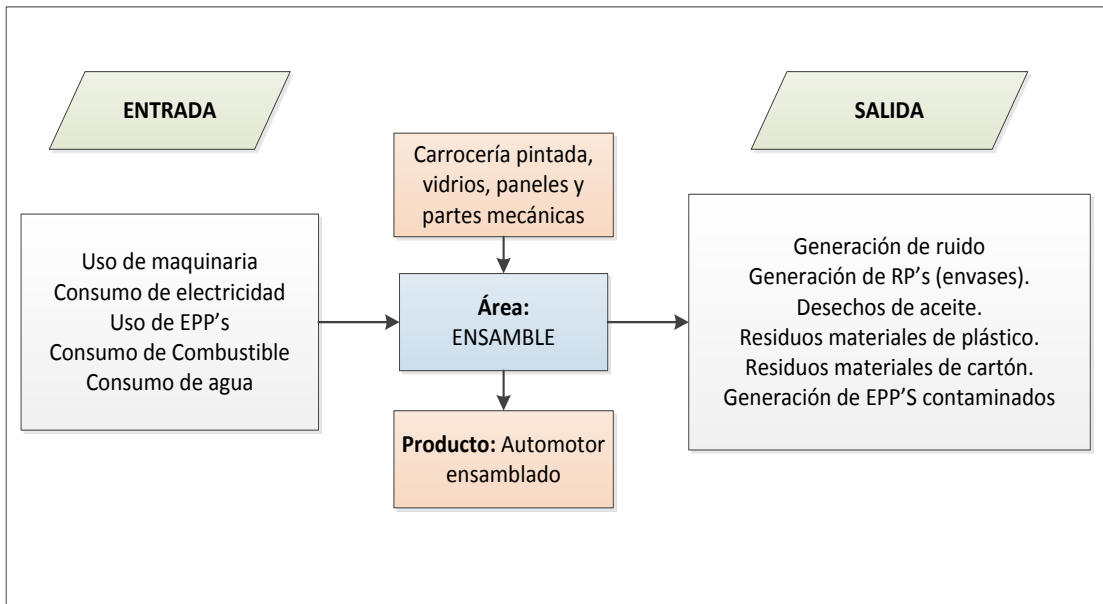 ENTRADA
SALIDA
Carrocería pintada,
vidrios, paneles y
partes mecánicas
Uso de maquinaria
Consumo de electricidad
Uso de EPP’s
Consumo de Combustible
Consumo de agua
Área:
ENSAMBLE
Generación de ruido
Generación de RP’s (envases).
Desechos de aceite.
Residuos materiales de plástico.
Residuos materiales de cartón.
Generación de EPP’S contaminados
Producto: Automotor
ensamblado